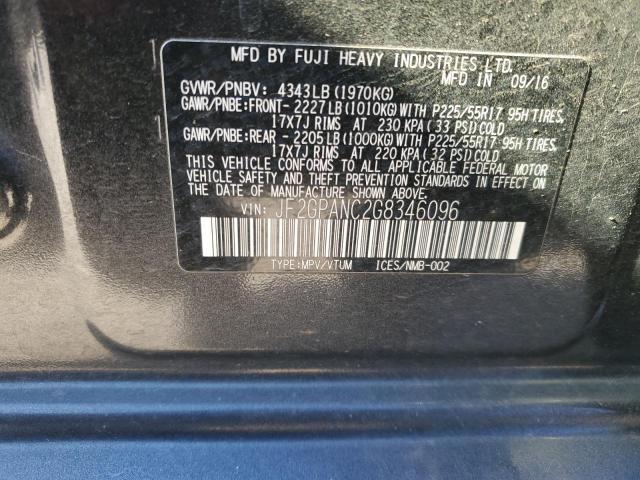 MFD BY FUJI HEAVY INDUSTRIES LTD.
MFD IN 09/16
GVWR/PNBV: 4343LB (1970KG)
GAWR/PNBE:FRONT- 2227LB(1010KG)WITH P225/55R17 95H TIRES,
17X7J RIMS AT 230 KPA (33 PSI)COLD
GAWR/PNBE:REAR - 2205LB(1000KG)WITH P225/55R17 95H TIRES,
17X7J RIMS AT 220 KPA(32 PSI)COLD
THIS VEHICLE CONFORMS TO ALL APPLICABLE FEDERAL MOTOR
VEHICLE SAFETY AND THEFT PREVENTION STANDARDS IN EFFECT
ON THE DATE OF MANUFACTURE SHOWN ABOVE.
VIN: JF2GPANC2G8346096
TYPE:MPV/VTUM ICES/NMB-002